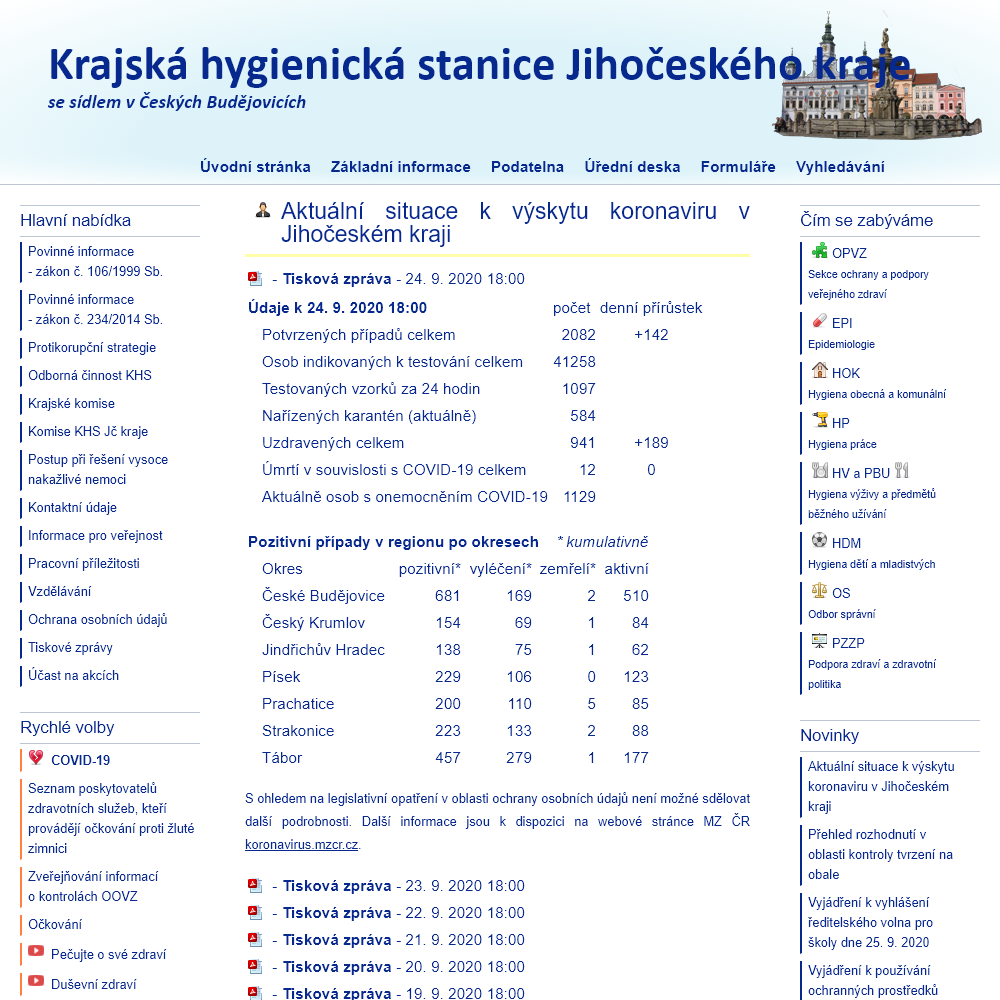 Krajská hygienická stanice Jihočeského kraje
se sídlem v Českých Budějovicích
Úvodní stránka Základní informace Podatelna Úřední deska Formuláře Vyhledávání
Hlavní nabídka
Povinné informace
- zákon č. 106/1999 Sb.
Povinné informace
- zákon č. 234/2014 Sb.
Protikorupční strategie
Odborná činnost KHS
Krajské komise
Komise KHS Jč kraje
Postup při řešení vysoce
nakažlivé nemoci
Kontaktní údaje
Informace pro veřejnost
Pracovní příležitosti
Vzdělávání
Ochrana osobních údajů
Tiskové zprávy
Účast na akcích
Rychlé volby
COVID-19
Seznam poskytovatelů
zdravotních služeb, kteří
provádějí očkování proti žluté
zimnici
Zveřejňování informací
o kontrolách OOVZ
Očkování
Pečujte o své zdraví
Duševní zdraví
Aktuální situace k výskytu koronaviru v
Jihočeském kraji
- Tisková zpráva - 24. 9. 2020 18:00
Údaje k 24. 9. 2020 18:00 počet denní přírůstek
Potvrzených případů celkem 2082 +142
Osob indikovaných k testování celkem 41258
Testovaných vzorků za 24 hodin 1097
Nařízených karantén (aktuálně) 584
Uzdravených celkem 941 +189
Úmrtí v souvislosti s COVID-19 celkem 12 0
Aktuálně osob s onemocněním COVID-19 1129
Pozitivní případy v regionu po okresech * kumulativně
Okres pozitivní* vyléčení* zemřelí* aktivní
České Budějovice 681 169 2 510
Český Krumlov 154 69 1 84
Jindřichův Hradec 138 75 1 62
Písek 229 106 0 123
Prachatice 200 110 5 85
Strakonice 223 133 2 88
Tábor 457 279 1 177
S ohledem na legislativní opatření v oblasti ochrany osobních údajů není možné sdělovat
další podrobnosti. Další informace jsou k dispozici na webové stránce MZ ČR
koronavirus.mzcr.cz.
- Tisková zpráva - 23. 9. 2020 18:00
- Tisková zpráva - 22. 9. 2020 18:00
- Tisková zpráva - 21. 9. 2020 18:00
- Tisková zpráva - 20. 9. 2020 18:00
- Tisková zpráva - 19. 9. 2020 18:00
Čím se zabýváme
OPVZ
Sekce ochrany a podpory
veřejného zdraví
EPI
Epidemiologie
HOK
Hygiena obecná a komunální
HP
Hygiena práce
HV a PBU
Hygiena výživy a předmětů
běžného užívání
HDM
Hygiena dětí a mladistvých
OS
Odbor správní
PZZP
Podpora zdraví a zdravotní
politika
Novinky
Aktuální situace k výskytu
koronaviru v Jihočeském
kraji
Přehled rozhodnutí v
oblasti kontroly tvrzení na
obale
Vyjádření k vyhlášení
ředitelského volna pro
školy dne 25. 9. 2020
Vyjádření k používání
ochranných prostředků